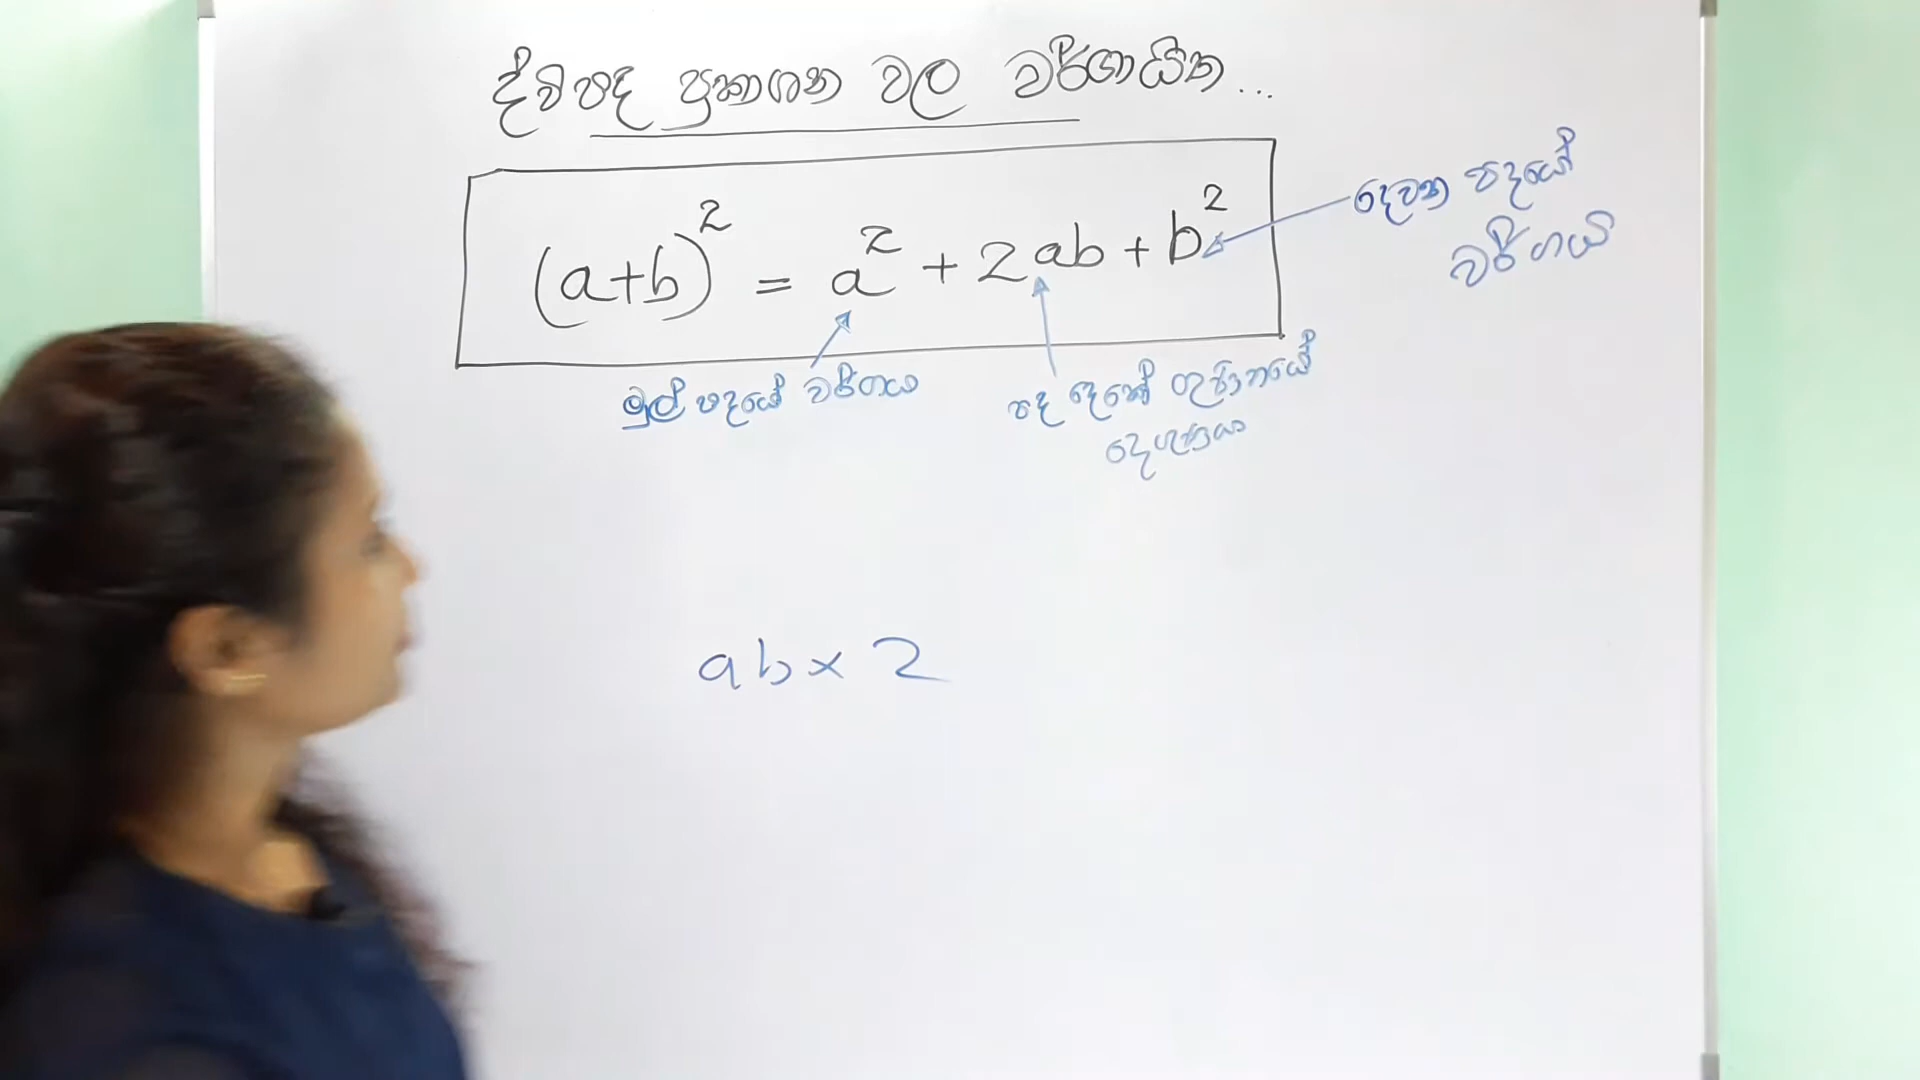 ද්විපද ප්‍රකාශන වල වර්ගායිත...
(a+b)² = a² + 2ab + b²
දෙවන පදයේ
වර්ගය
මුල් පදයේ වර්ගය
පද දෙකේ ගුණිතයේ
දෙගුණය
ab × 2